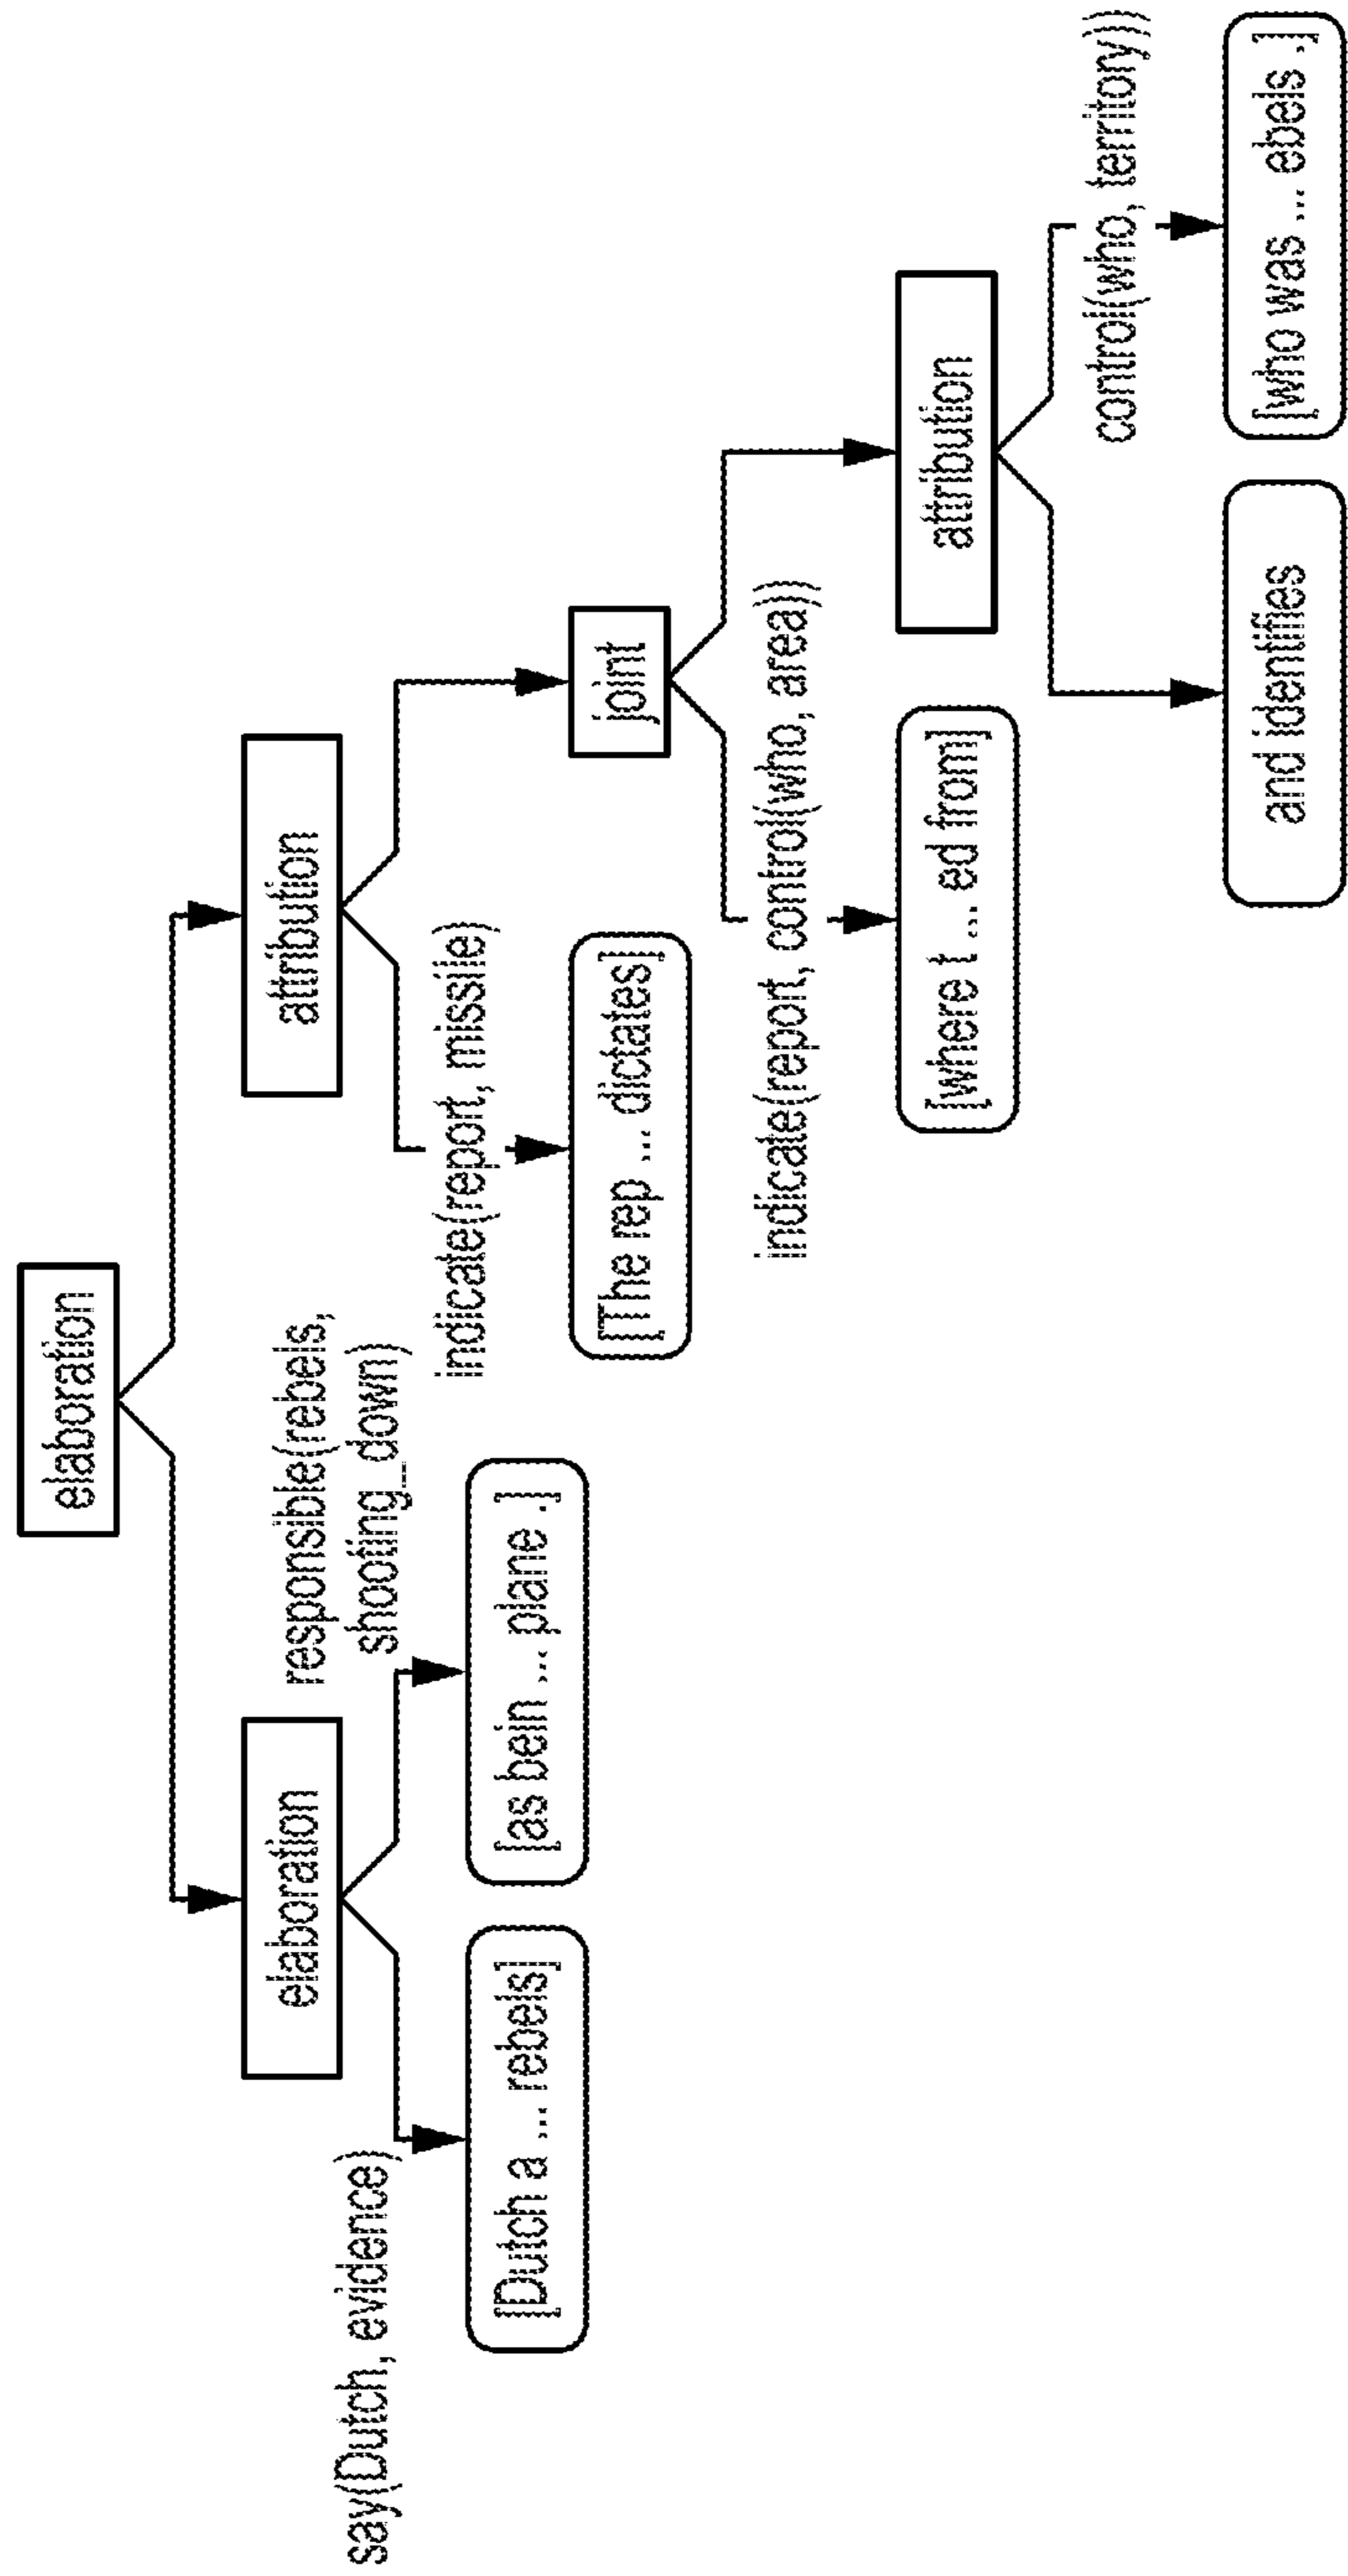 elaboration
elaboration
attribution
say(Dutch, evidence)
responsible(rebels,
shooting_down)
indicate(report, missile)
joint
[Dutch a ... rebels]
[as bein ... plane .]
[The rep ... dictates]
indicate(report, control(who, area))
attribution
[where t ... ed from]
control(who, territory))
and identifies
[who was ... ebels .]